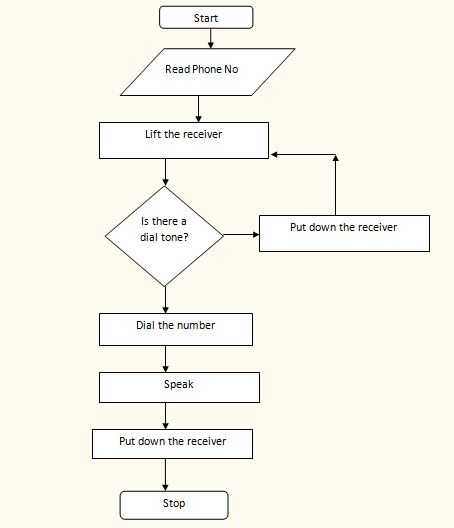 Start
Read Phone No
Lift the receiver
Is there a
dial tone?
Put down the receiver
Dial the number
Speak
Put down the receiver
Stop